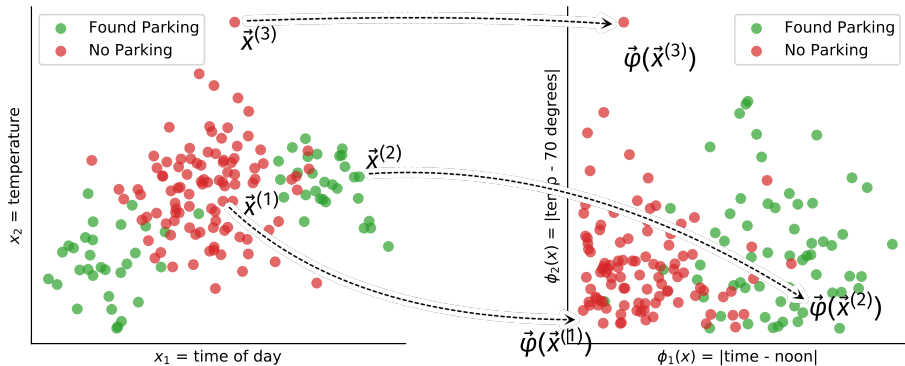 Found Parking
No Parking
x⃗⁽³⁾
x⃗⁽²⁾
x⃗⁽¹⁾
x₂ = temperature
x₁ = time of day
Found Parking
No Parking
φ⃗(x⃗⁽³⁾)
φ⃗(x⃗⁽²⁾)
φ⃗(x⃗⁽¹⁾)
ϕ₂(x) = |temp - 70 degrees|
ϕ₁(x) = |time - noon|